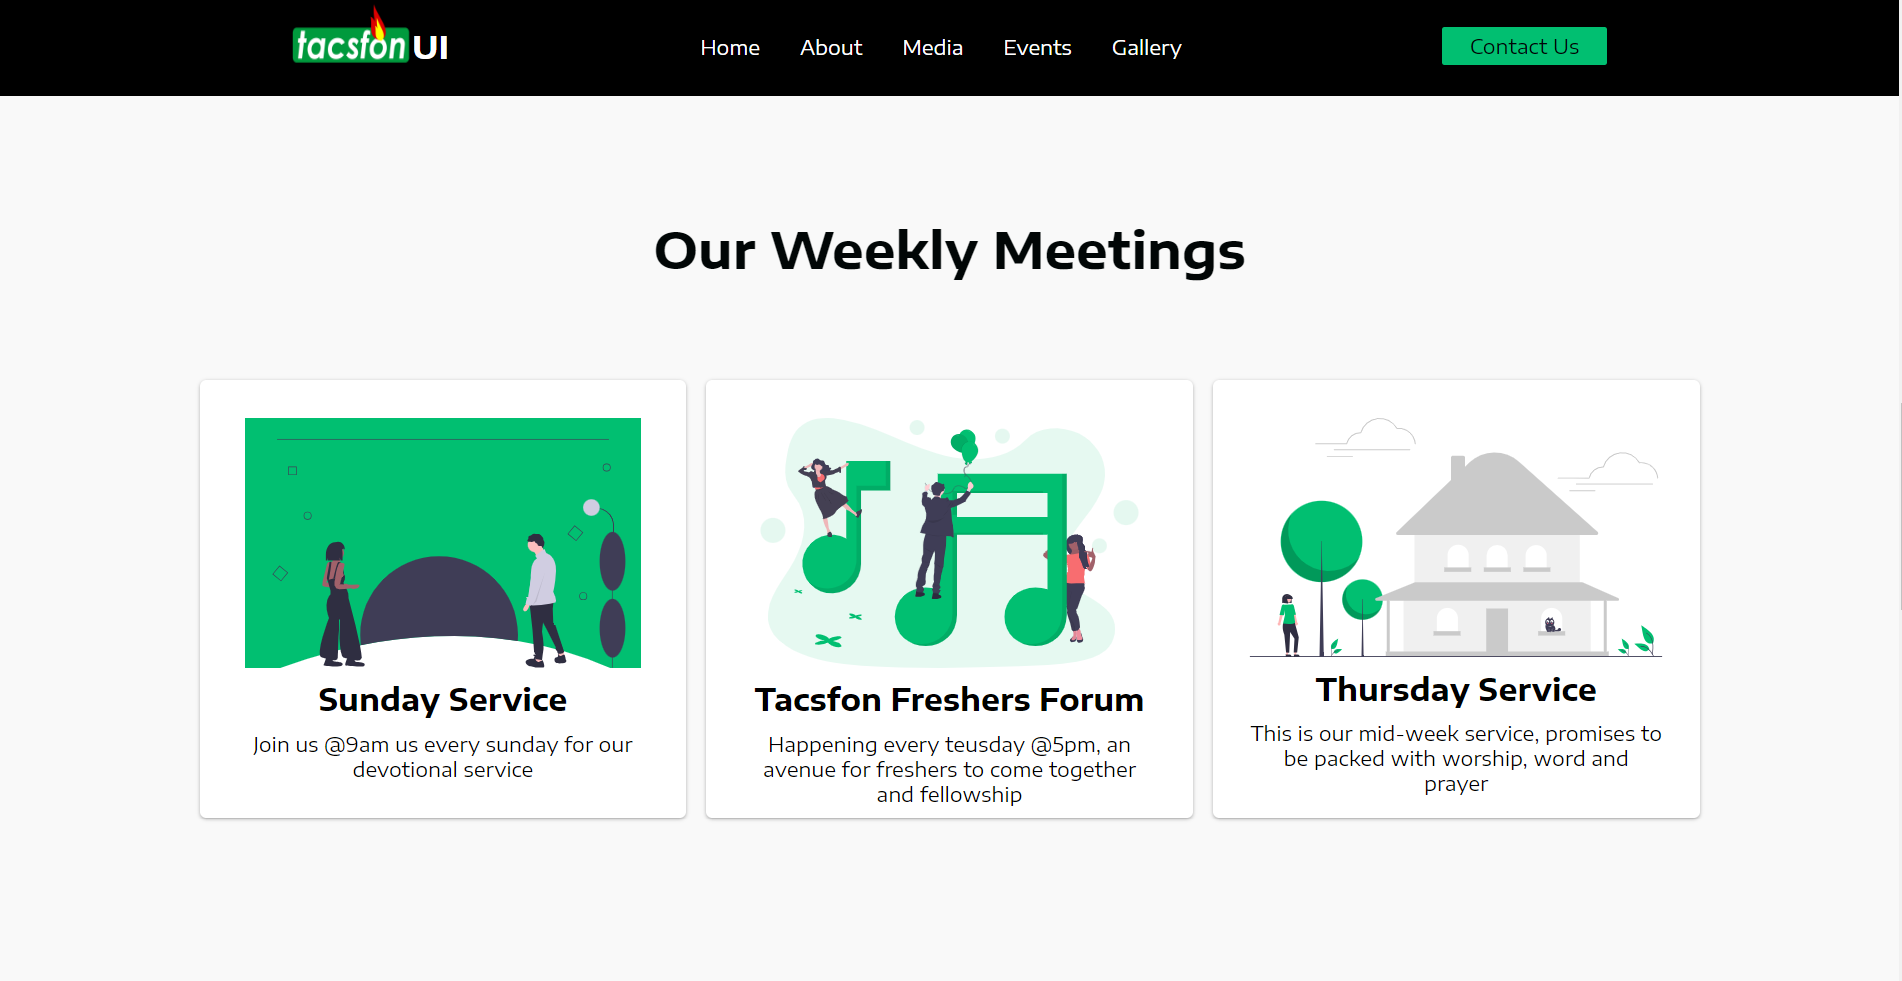 tacsfon UI
Home About Media Events Gallery
Contact Us
Our Weekly Meetings
Sunday Service
Join us @9am us every sunday for our
devotional service
Tacsfon Freshers Forum
Happening every teusday @5pm, an
avenue for freshers to come together
and fellowship
Thursday Service
This is our mid-week service, promises to
be packed with worship, word and
prayer